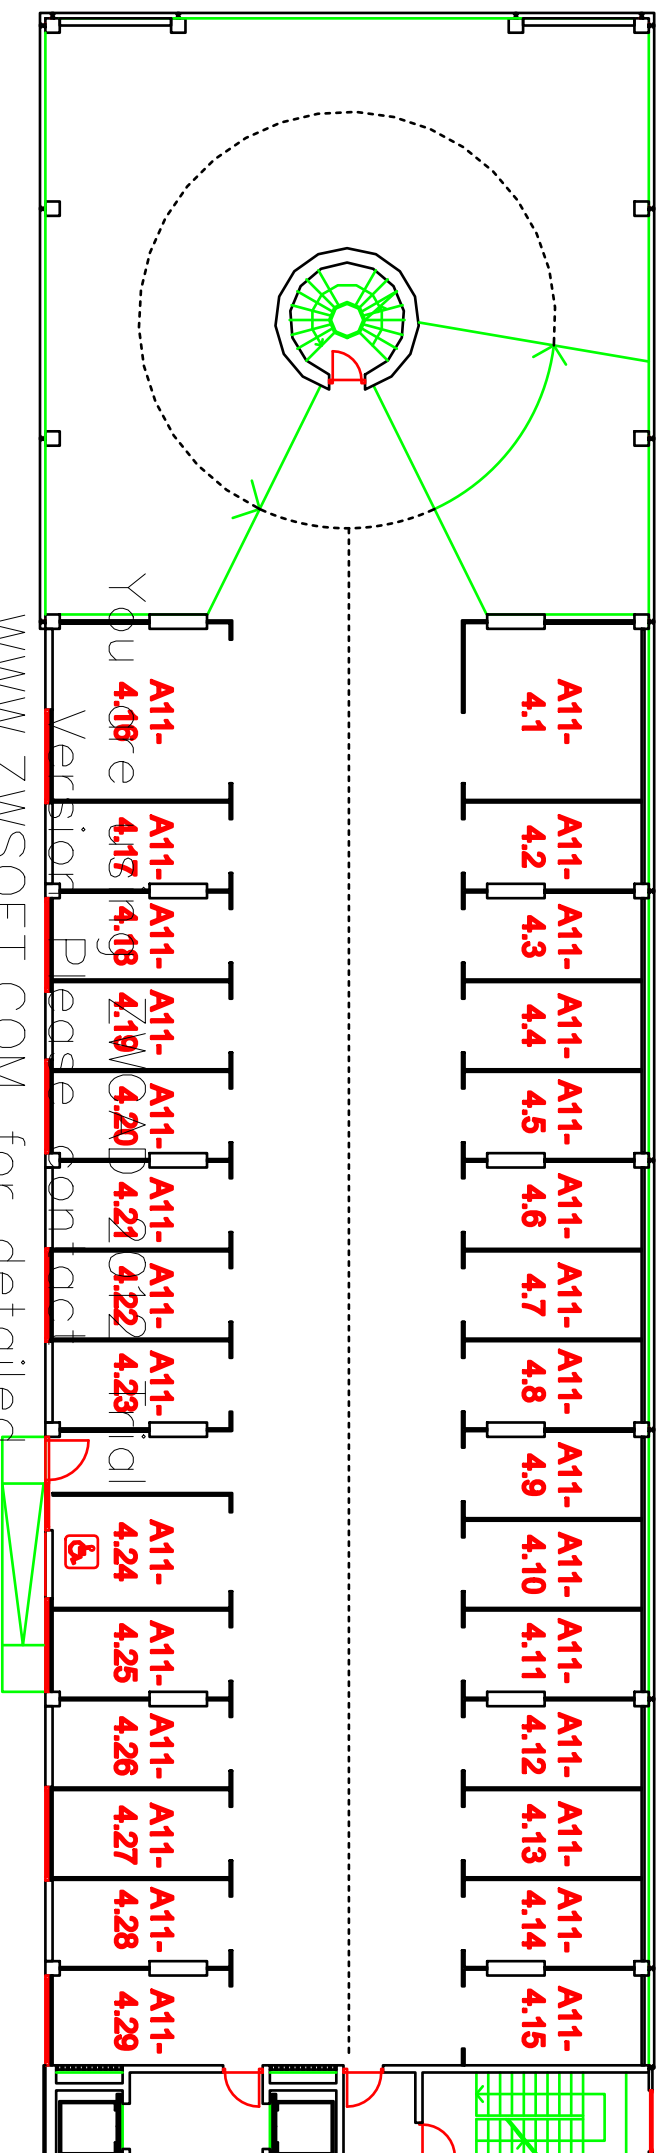 A11-
4.1
A11-
4.2
A11-
4.3
A11-
4.4
A11-
4.5
A11-
4.6
A11-
4.7
A11-
4.8
A11-
4.9
A11-
4.10
A11-
4.11
A11-
4.12
A11-
4.13
A11-
4.14
A11-
4.15
A11-
4.16
A11-
4.17
A11-
4.18
A11-
4.19
A11-
4.20
A11-
4.21
A11-
4.22
A11-
4.23
A11-
4.24
A11-
4.25
A11-
4.26
A11-
4.27
A11-
4.28
A11-
4.29
You are using ZWCAD 2012 Trial
Version. Please contact
WWW.ZWSOFT.COM for detailed